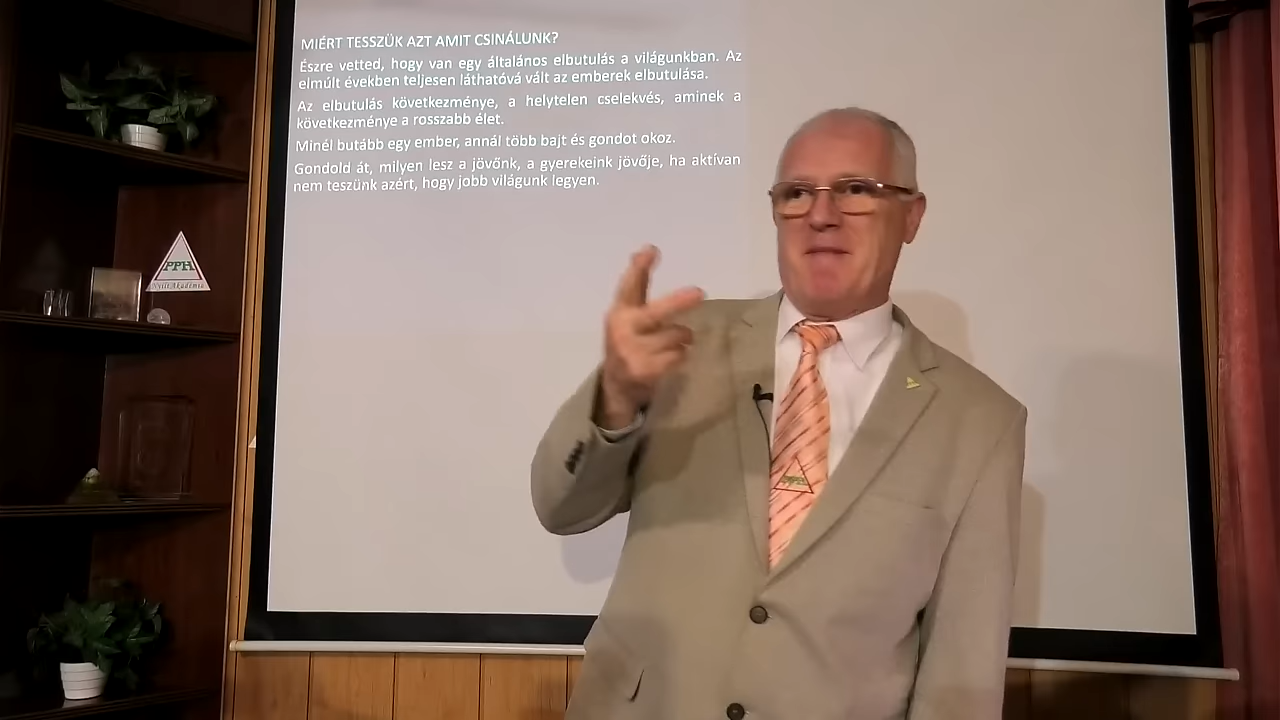 MIÉRT TESSZÜK AZT AMIT CSINÁLUNK?
Észre vetted, hogy van egy általános elbutulás a világunkban. Az
elmúlt években teljesen láthatóvá vált az emberek elbutulása.
Az elbutulás következménye, a helytelen cselekvés, aminek a
következménye a rosszabb élet.
Minél butább egy ember, annál több bajt és gondot okoz.
Gondold át, milyen lesz a jövőnk, a gyerekeink jövője, ha aktívan
nem teszünk azért, hogy jobb világunk legyen.
PPH
Nyílt Akadémia
PPH